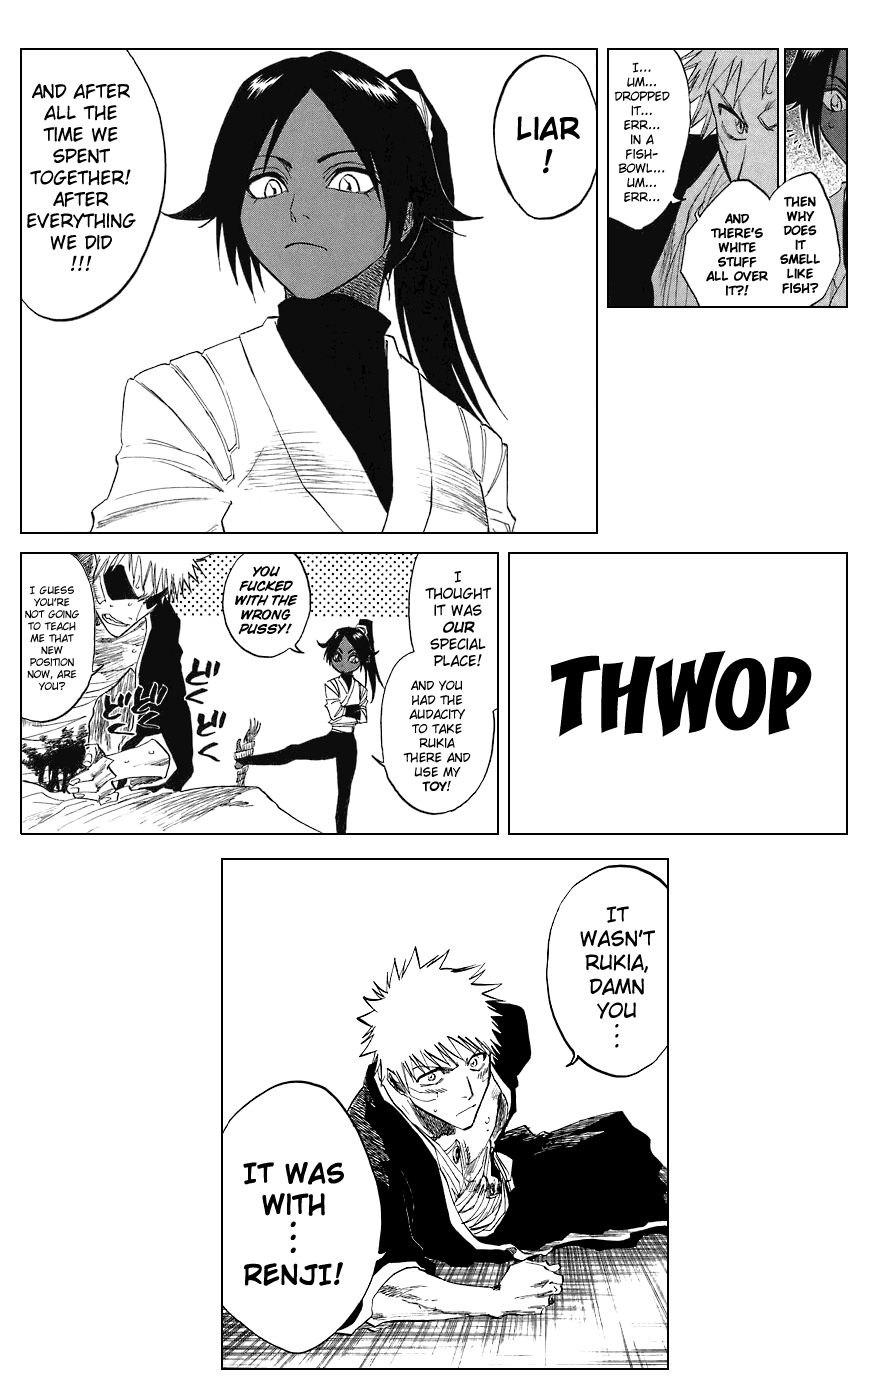 THEN
WHY
DOES
IT
SMELL
LIKE
FISH?
AND
THERE'S
WHITE
STUFF
ALL OVER
IT?!
I...
UM...
DROPPED
IT...
ERR...
IN A
FISH-
BOWL...
UM...
ERR...
LIAR
!
AND AFTER
ALL THE
TIME WE
SPENT
TOGETHER!
AFTER
EVERYTHING
WE DID
!!!
THWOP
I
THOUGHT
IT WAS
OUR
SPECIAL
PLACE!
AND YOU
HAD THE
AUDACITY
TO TAKE
RUKIA
THERE AND
USE MY
TOY!
YOU
FUCKED
WITH THE
WRONG
PUSSY!
どく
どく
どく
I GUESS
YOU'RE
NOT GOING
TO TEACH
ME THAT
NEW
POSITION
NOW, ARE
YOU?
IT
WASN'T
RUKIA,
DAMN
YOU
...
IT WAS
WITH
...
RENJI!